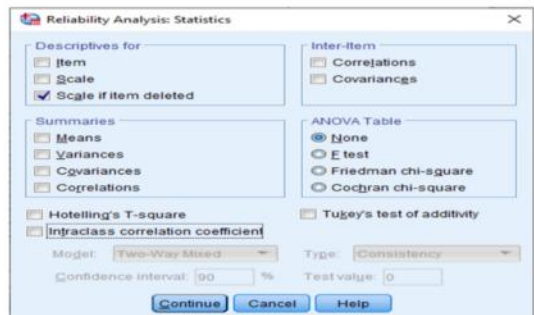 Reliability Analysis: Statistics
Descriptives for
Item
Scale
Scale if item deleted
Inter-Item
Correlations
Covariances
Summaries
Means
Variances
Covariances
Correlations
ANOVA Table
None
F test
Friedman chi-square
Cochran chi-square
Hotelling's T-square
Tukey's test of additivity
Intraclass correlation coefficient
Model: Two-Way Mixed Type: Consistency
Confidence interval: 90 % Test value: 0
Continue Cancel Help